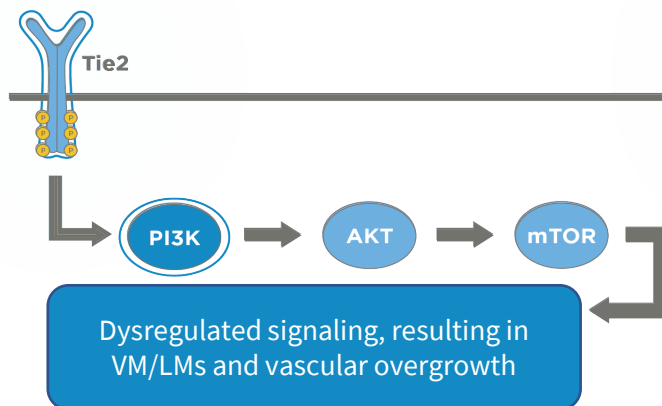 Tie2
P P
P P
P P
PI3K
AKT
mTOR
Dysregulated signaling, resulting in
VM/LMs and vascular overgrowth